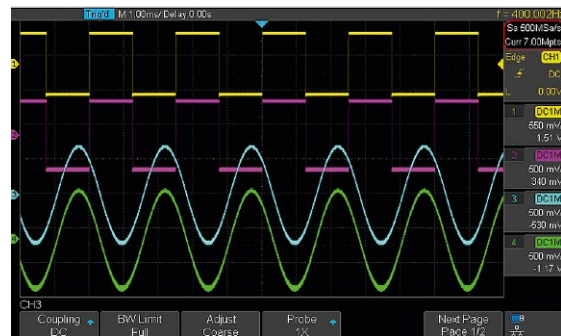 Trig'd M 1.00ms/ Delay:0.00s f = 400.002Hz
Sa 500MSa/s
Curr 7.00Mpts
Edge CH1
DC
L 0.00V
1 DC1M
550 mV/
1.51 V
2 DC1M
500 mV/
340 mV
3 DC1M
500 mV/
-630 mV
4 DC1M
500 mV/
-1.17 V
CH3
Coupling BW Limit Adjust Probe Next Page
DC Full Coarse 1X Page 1/2